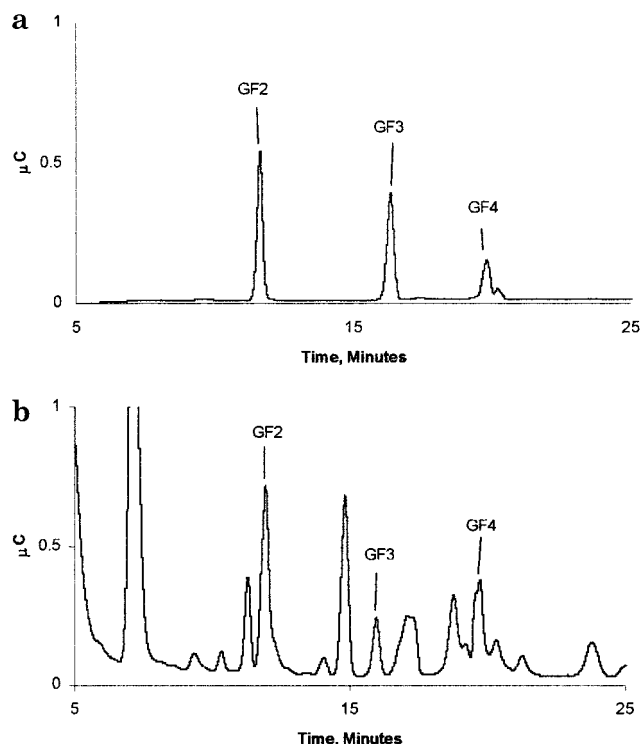 a
1
GF2
GF3
GF4
0.5
µC
0
5
15
25
Time, Minutes
b
1
GF2
GF3
GF4
0.5
µC
0
5
15
25
Time, Minutes